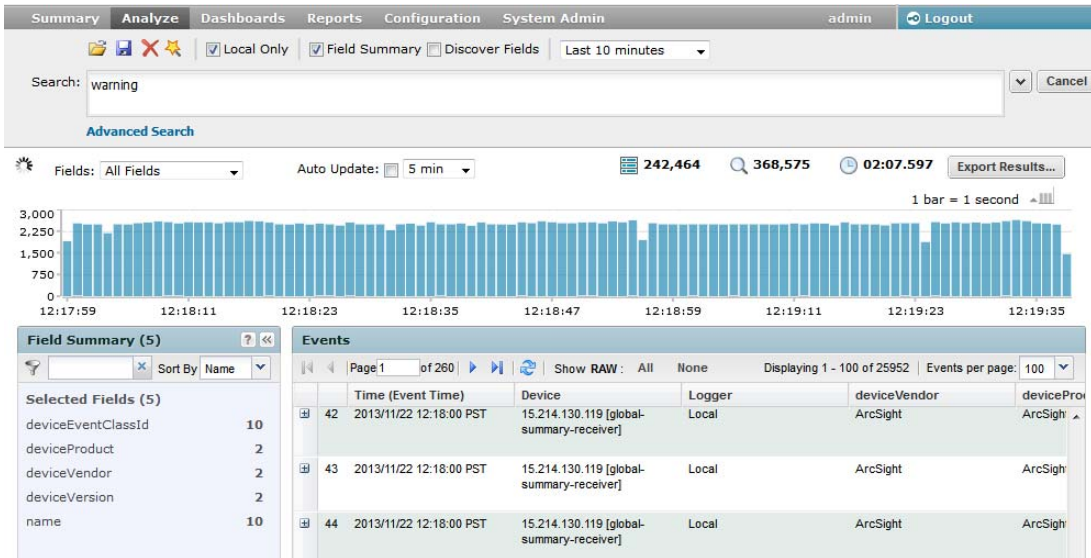 Summary Analyze Dashboards Reports Configuration System Admin admin Logout
Local Only Field Summary Discover Fields Last 10 minutes
Search: warning Cancel
Advanced Search
Fields: All Fields Auto Update: 5 min 242,464 368,575 02:07.597 Export Results...
1 bar = 1 second
3,000
2,250
1,500
750
0
12:17:59 12:18:11 12:18:23 12:18:35 12:18:47 12:18:59 12:19:11 12:19:23 12:19:35
Field Summary (5) ? «
Sort By Name
Selected Fields (5)
deviceEventClassId 10
deviceProduct 2
deviceVendor 2
deviceVersion 2
name 10
Events
Page 1 of 260 Show RAW : All None Displaying 1 - 100 of 25952 Events per page: 100
Time (Event Time) Device Logger deviceVendor devicePro
42 2013/11/22 12:18:00 PST 15.214.130.119 [global- Local ArcSight ArcSigh
summary-receiver]
43 2013/11/22 12:18:00 PST 15.214.130.119 [global- Local ArcSight ArcSigh
summary-receiver]
44 2013/11/22 12:18:00 PST 15.214.130.119 [global- Local ArcSight ArcSigh
summary-receiver]